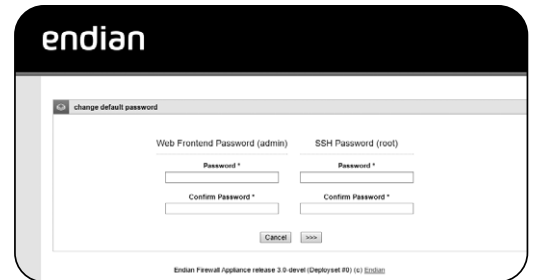 endian
change default password
Web Frontend Password (admin) SSH Password (root)
Password * Password *
Confirm Password * Confirm Password *
Cancel >>>
Endian Firewall Appliance release 3.0-devel (Deployset #0) (c) Endian